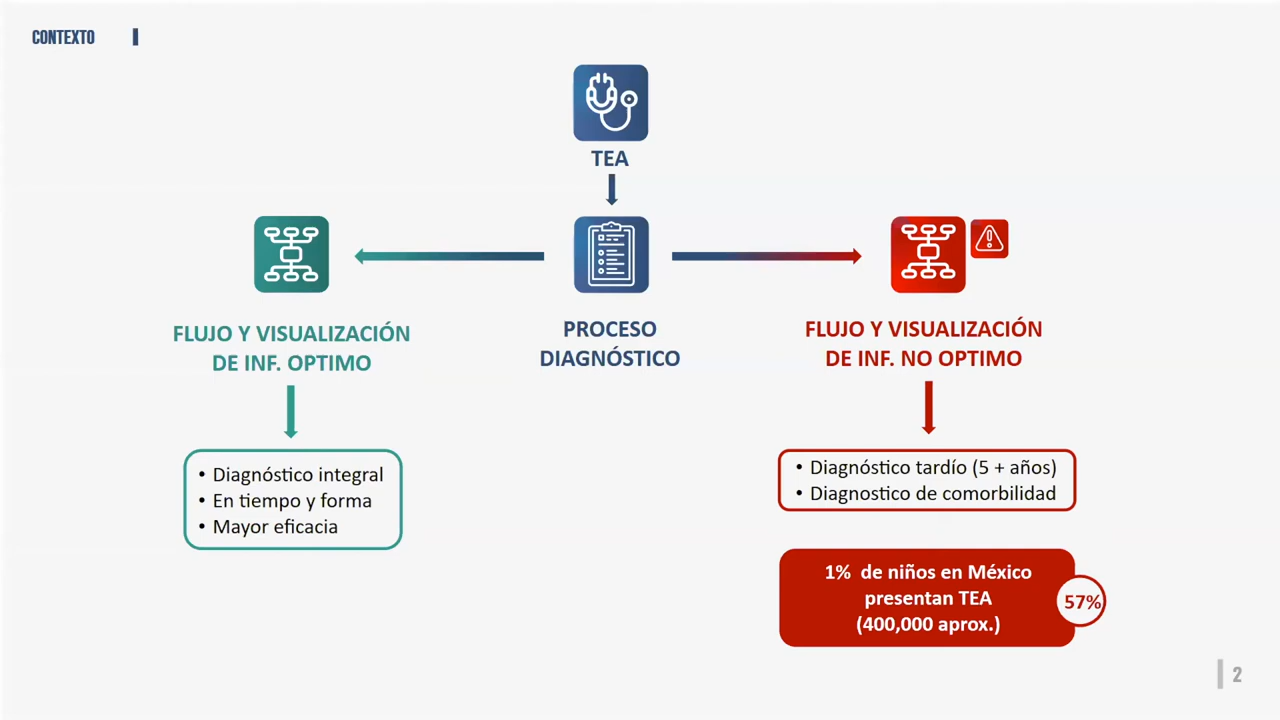 CONTEXTO
TEA
FLUJO Y VISUALIZACIÓN
DE INF. OPTIMO
PROCESO
DIAGNÓSTICO
FLUJO Y VISUALIZACIÓN
DE INF. NO OPTIMO
• Diagnóstico integral
• En tiempo y forma
• Mayor eficacia
• Diagnóstico tardío (5 + años)
• Diagnostico de comorbilidad
1% de niños en México
presentan TEA
(400,000 aprox.)
57%
2